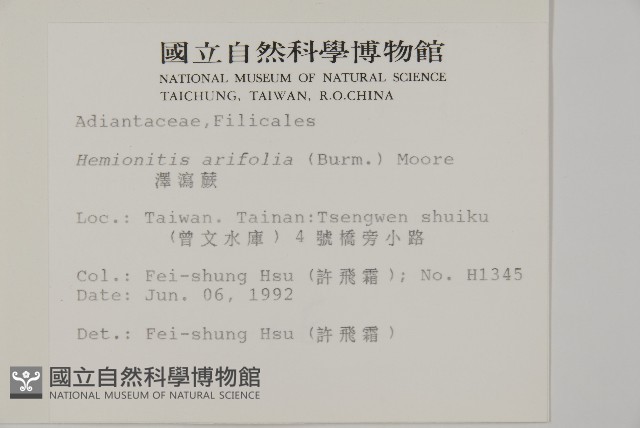 國立自然科學博物館
NATIONAL MUSEUM OF NATURAL SCIENCE
TAICHUNG, TAIWAN, R.O.CHINA
Adiantaceae,Filicales
Hemionitis arifolia (Burm.) Moore
澤瀉蕨
Loc.: Taiwan. Tainan:Tsengwen shuiku
(曾文水庫) 4 號橋旁小路
Col.: Fei-shung Hsu (許飛霜); No. H1345
Date: Jun. 06, 1992
Det.: Fei-shung Hsu (許飛霜)
國立自然科學博物館
NATIONAL MUSEUM OF NATURAL SCIENCE